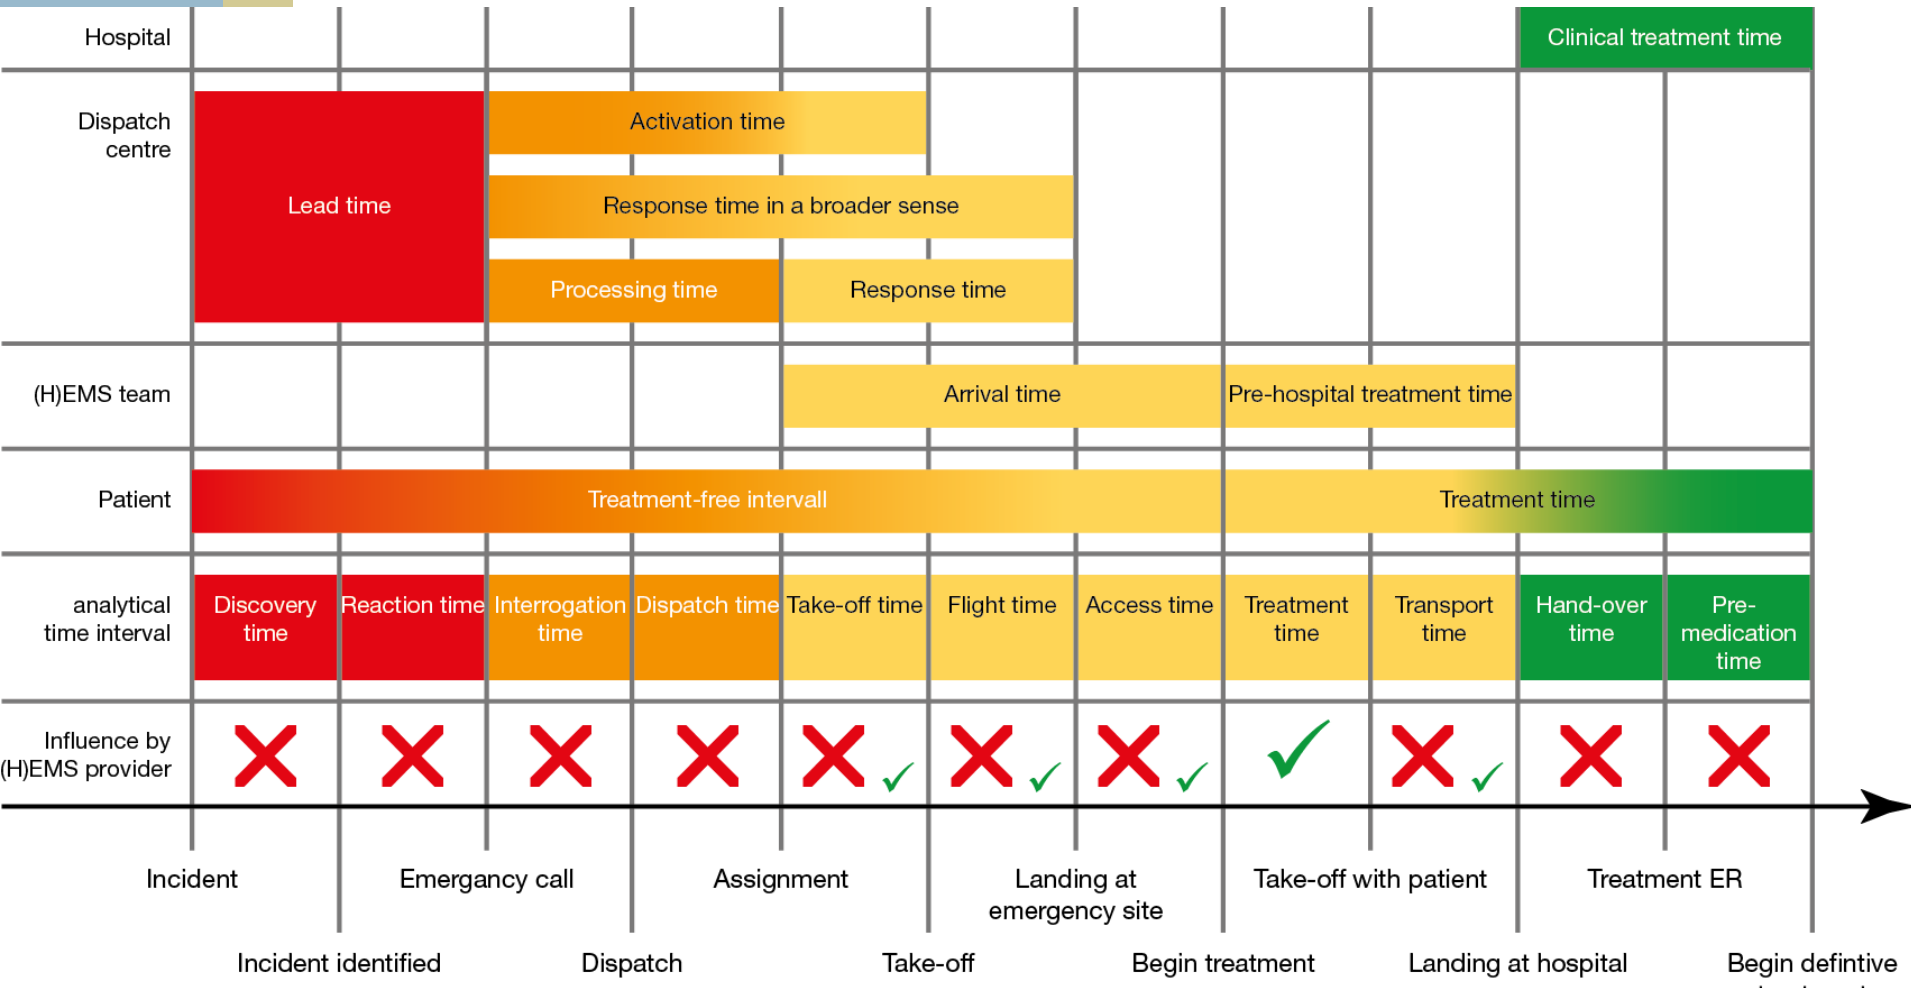 Hospital
Clinical treatment time
Dispatch
centre
Activation time
Lead time
Response time in a broader sense
Processing time
Response time
(H)EMS team
Arrival time
Pre-hospital treatment time
Patient
Treatment-free intervall
Treatment time
analytical
time interval
Discovery
time
Reaction time
Interrogation
time
Dispatch time
Take-off time
Flight time
Access time
Treatment
time
Transport
time
Hand-over
time
Pre-
medication
time
Influence by
(H)EMS provider
Incident
Emergancy call
Assignment
Landing at
emergency site
Take-off with patient
Treatment ER
Incident identified
Dispatch
Take-off
Begin treatment
Landing at hospital
Begin defintive